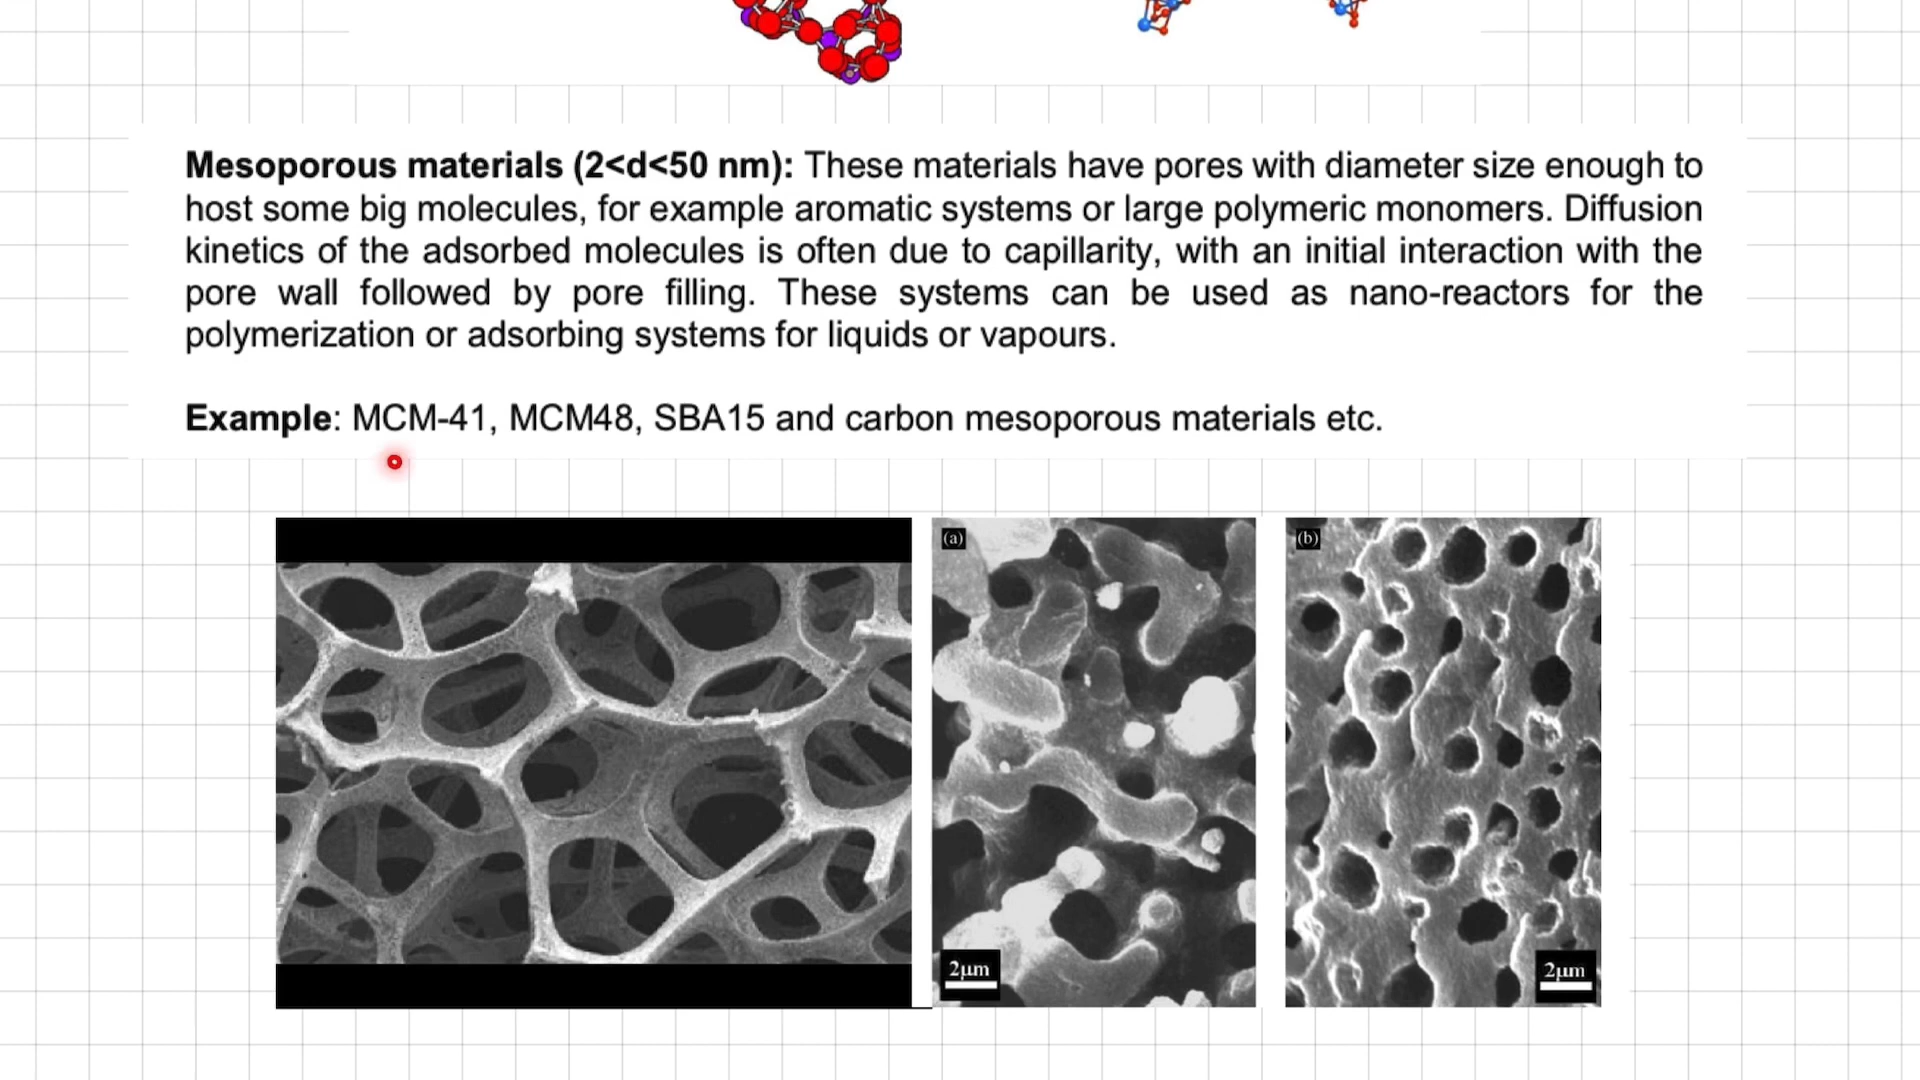 Mesoporous materials (2<d<50 nm): These materials have pores with diameter size enough to
host some big molecules, for example aromatic systems or large polymeric monomers. Diffusion
kinetics of the adsorbed molecules is often due to capillarity, with an initial interaction with the
pore wall followed by pore filling. These systems can be used as nano-reactors for the
polymerization or adsorbing systems for liquids or vapours.
Example: MCM-41, MCM48, SBA15 and carbon mesoporous materials etc.
(a)
(b)
2μm
2μm